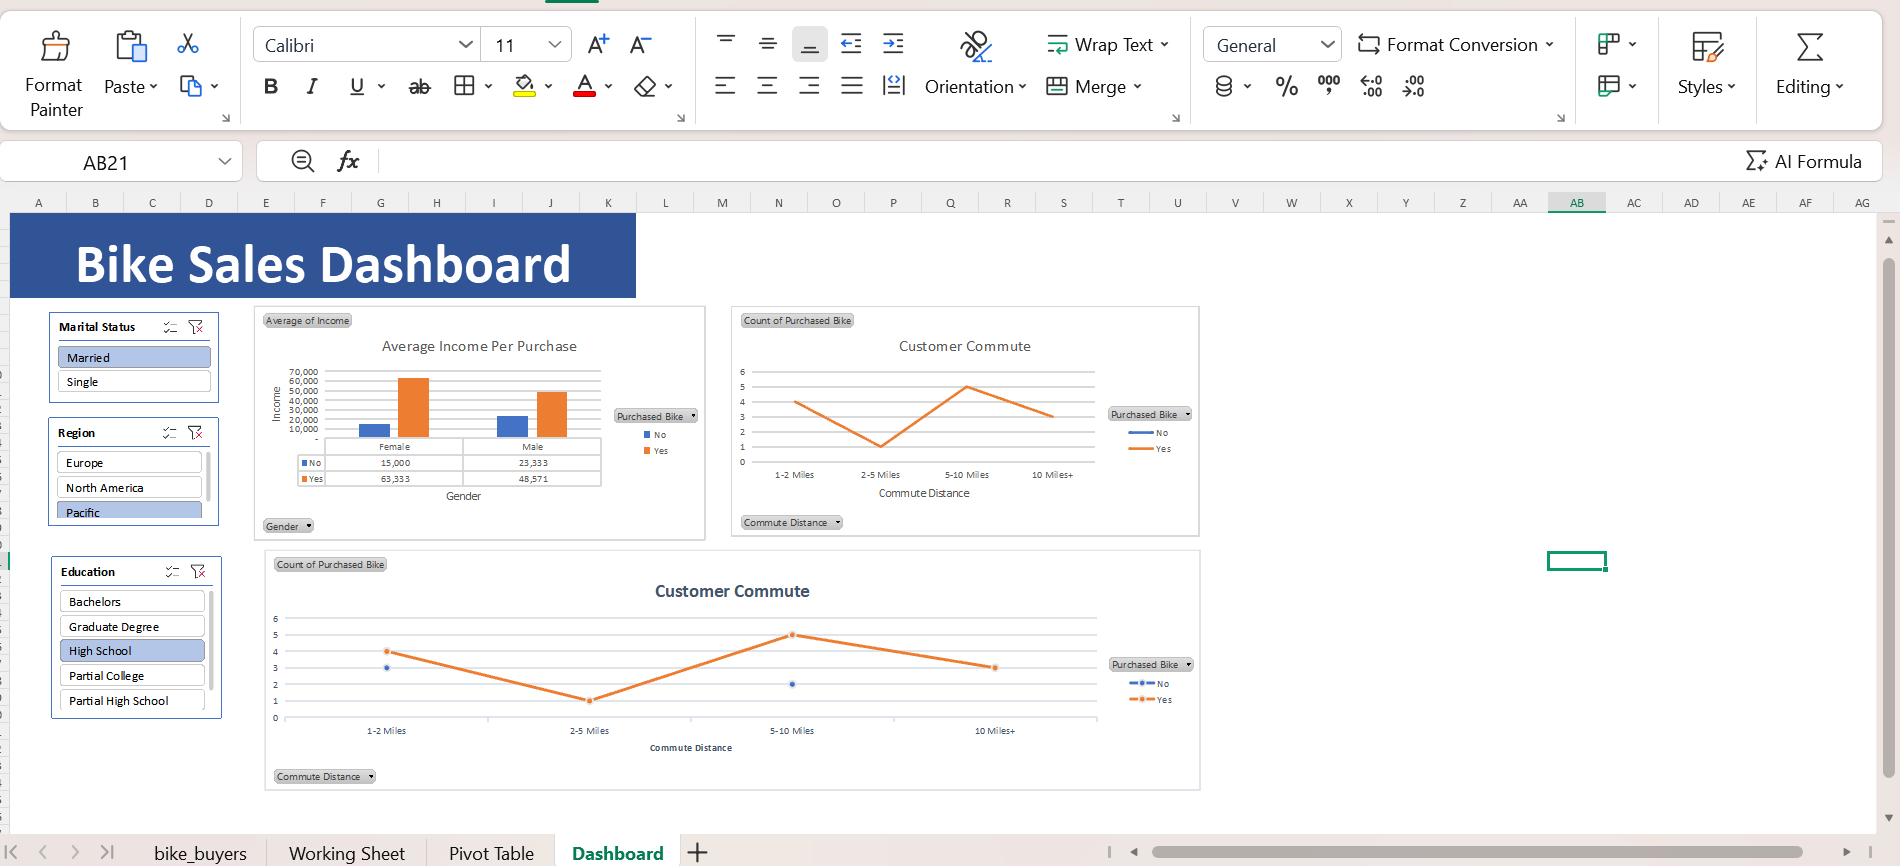 Format
Painter
Paste
Calibri
11
A+
A-
B
I
U
ab
A
Wrap Text
Orientation
Merge
General
Format Conversion
%
000
←.0
.00
.00
→.0
Styles
Editing
AB21
fx
AI Formula
A B C D E F G H I J K L M N O P Q R S T U V W X Y Z AA AB AC AD AE AF AG
Bike Sales Dashboard
Marital Status
Married
Single
Region
Europe
North America
Pacific
Education
Bachelors
Graduate Degree
High School
Partial College
Partial High School
Average of Income
Average Income Per Purchase
Income
70,000
60,000
50,000
40,000
30,000
20,000
10,000
-
Female Male
No 15,000 23,333
Yes 63,333 48,571
Gender
Purchased Bike
No
Yes
Gender
Count of Purchased Bike
Customer Commute
6
5
4
3
2
1
0
1-2 Miles 2-5 Miles 5-10 Miles 10 Miles+
Commute Distance
Purchased Bike
No
Yes
Commute Distance
Count of Purchased Bike
Customer Commute
6
5
4
3
2
1
0
1-2 Miles 2-5 Miles 5-10 Miles 10 Miles+
Commute Distance
Purchased Bike
No
Yes
Commute Distance
bike_buyers Working Sheet Pivot Table Dashboard